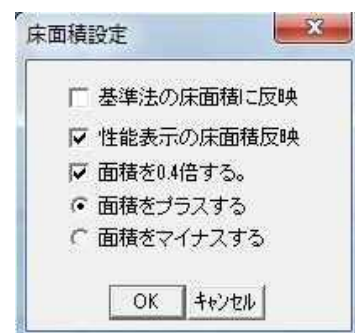 床面積設定
基準法の床面積に反映
性能表示の床面積反映
面積を0.4倍する。
面積をプラスする
面積をマイナスする
OK キャンセル